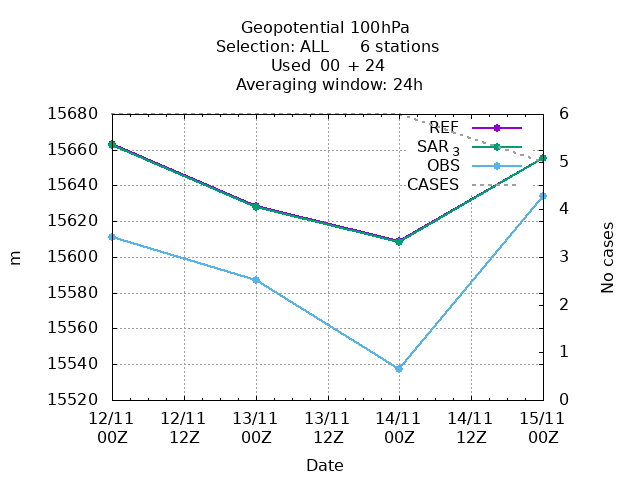 Geopotential 100hPa
Selection: ALL 6 stations
Used 00 + 24
Averaging window: 24h
15680
15660
15640
15620
15600
15580
15560
15540
15520
m
6
5
4
3
2
1
0
No cases
REF
SAR 3
OBS
CASES
12/11 12/11 13/11 13/11 14/11 14/11 15/11
00Z 12Z 00Z 12Z 00Z 12Z 00Z
Date